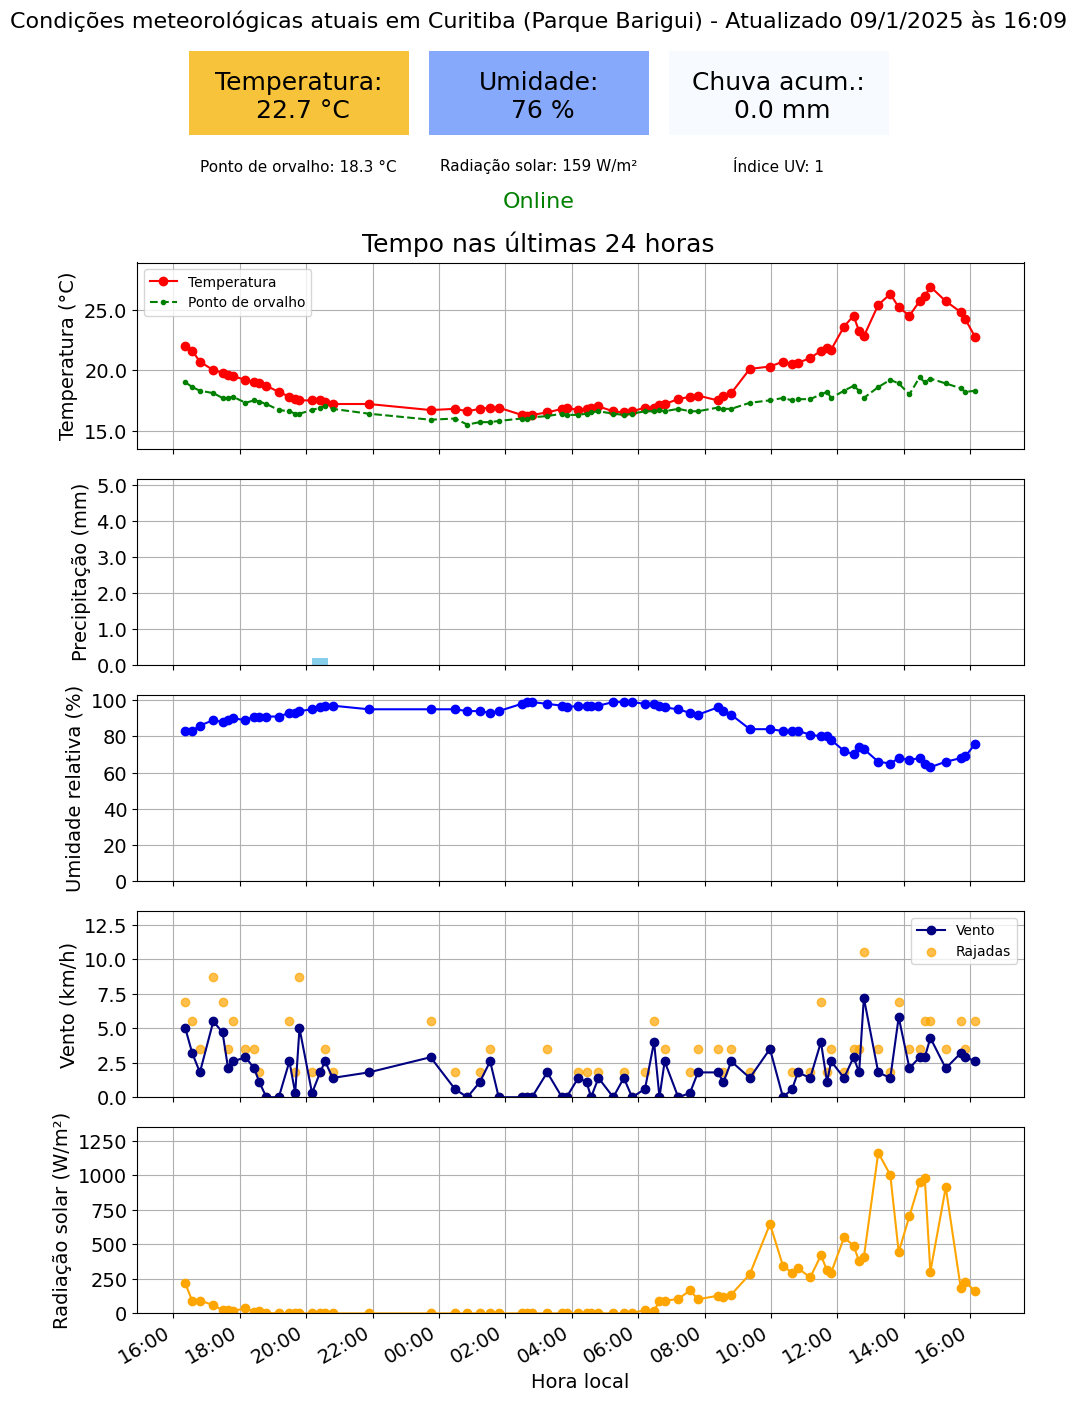 Condições meteorológicas atuais em Curitiba (Parque Barigui) - Atualizado 09/1/2025 às 16:09
Temperatura:
22.7 °C
Umidade:
76 %
Chuva acum.:
0.0 mm
Ponto de orvalho: 18.3 °C
Radiação solar: 159 W/m²
Índice UV: 1
Online
Tempo nas últimas 24 horas
Temperatura (°C)
25.0
20.0
15.0
Temperatura
Ponto de orvalho
Precipitação (mm)
5.0
4.0
3.0
2.0
1.0
0.0
Umidade relativa (%)
100
80
60
40
20
0
Vento (km/h)
12.5
10.0
7.5
5.0
2.5
0.0
Vento
Rajadas
Radiação solar (W/m²)
1250
1000
750
500
250
0
16:00
18:00
20:00
22:00
00:00
02:00
04:00
06:00
08:00
10:00
12:00
14:00
16:00
Hora local